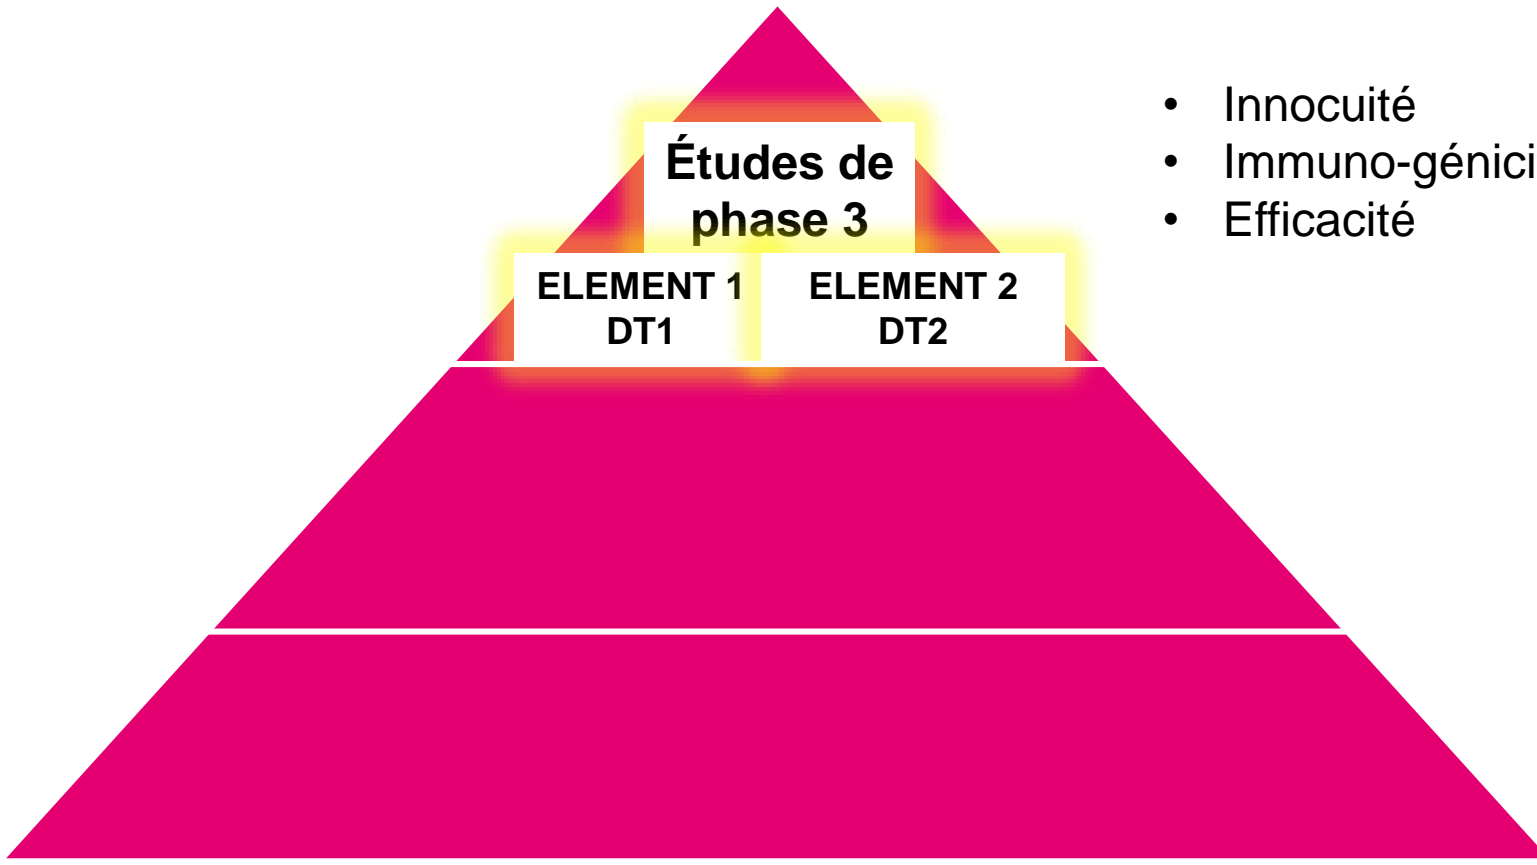 Études de
phase 3
ELEMENT 1
DT1
ELEMENT 2
DT2
• Innocuité
• Immuno-génici
• Efficacité